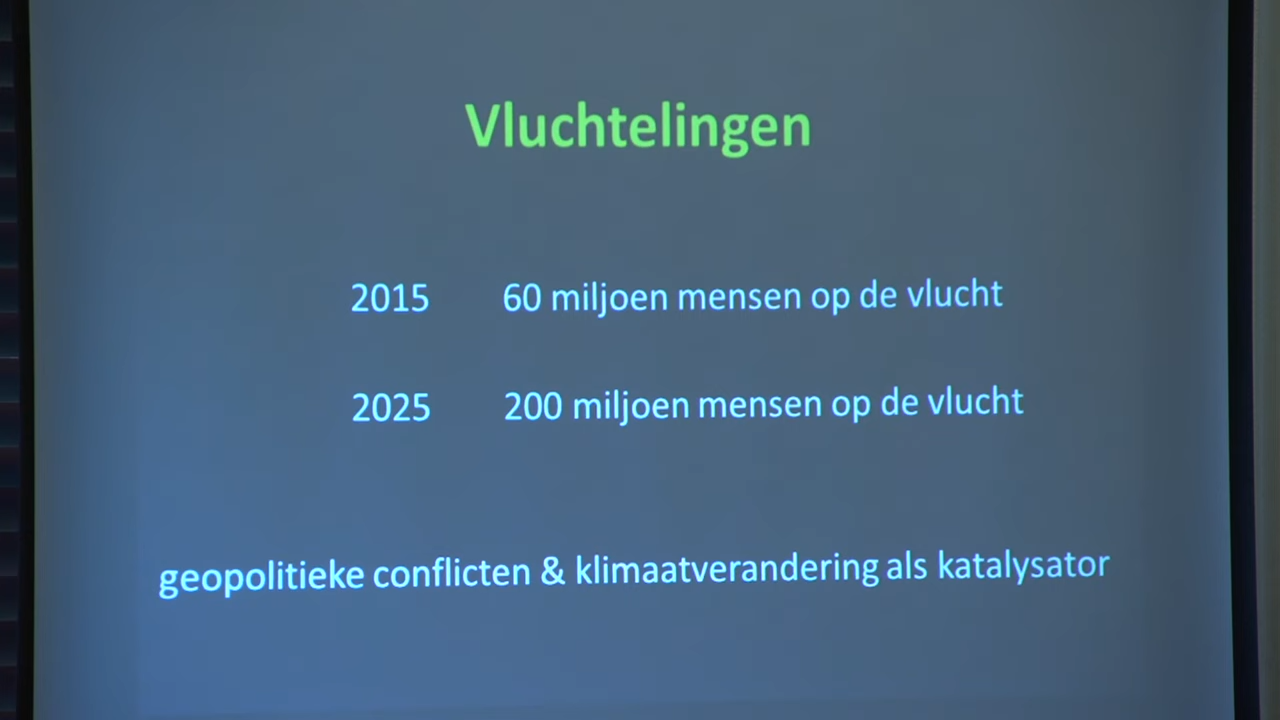 Vluchtelingen
2015 60 miljoen mensen op de vlucht
2025 200 miljoen mensen op de vlucht
geopolitieke conflicten & klimaatverandering als katalysator